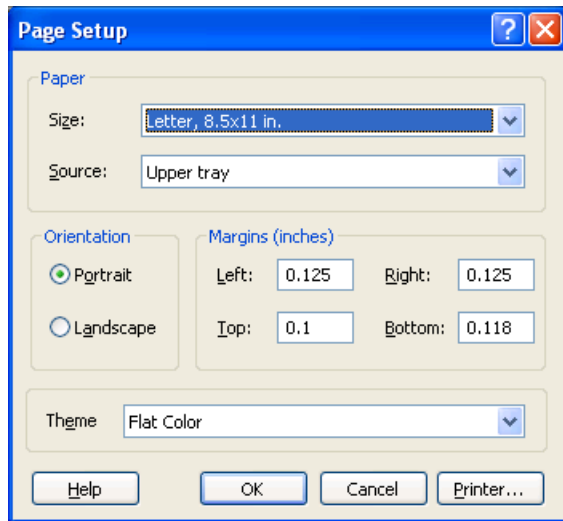 Page Setup
Paper
Size: Letter, 8.5x11 in.
Source: Upper tray
Orientation
Portrait
Landscape
Margins (inches)
Left: 0.125 Right: 0.125
Top: 0.1 Bottom: 0.118
Theme Flat Color
Help OK Cancel Printer...